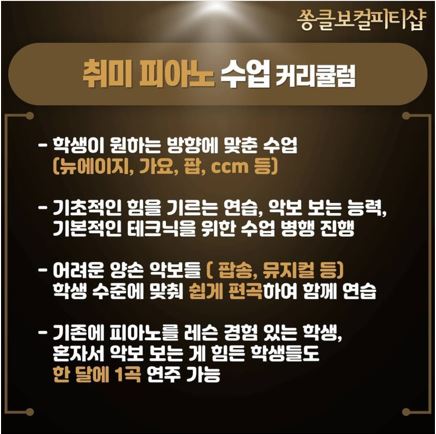 쏭클보컬피티샵
취미 피아노 수업 커리큘럼
- 학생이 원하는 방향에 맞춘 수업
(뉴에이지, 가요, 팝, ccm 등)
- 기초적인 힘을 기르는 연습, 악보 보는 능력,
기본적인 테크닉을 위한 수업 병행 진행
- 어려운 양손 악보들 ( 팝송, 뮤지컬 등)
학생 수준에 맞춰 쉽게 편곡하여 함께 연습
- 기존에 피아노를 레슨 경험 있는 학생,
혼자서 악보 보는 게 힘든 학생들도
한 달에 1곡 연주 가능